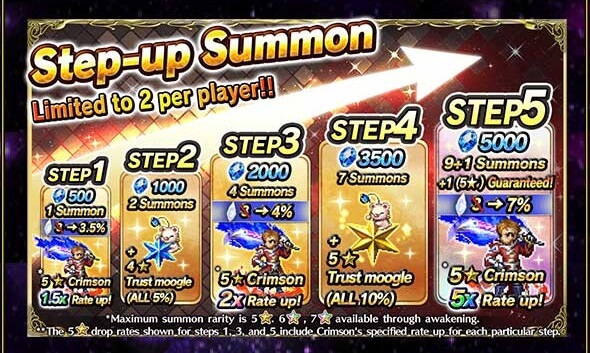 Step-up Summon
Limited to 2 per player!!
STEP1
500
1 Summon
3 → 3.5%
5★ Crimson
1.5x Rate up!
STEP2
1000
2 Summons
+
4★
Trust moogle
(ALL 5%)
STEP3
2000
4 Summons
3 → 4%
5★ Crimson
2x Rate up!
STEP4
3500
7 Summons
+
5★
Trust moogle
(ALL 10%)
STEP5
5000
9+1 Summons
+1 (5★) Guaranteed!
3 → 7%
5★ Crimson
5x Rate up!
*Maximum summon rarity is 5★. 6★, 7★ available through awakening.
**The 5★ drop rates shown for steps 1, 3, and 5 include Crimson's specified rate up for each particular step.